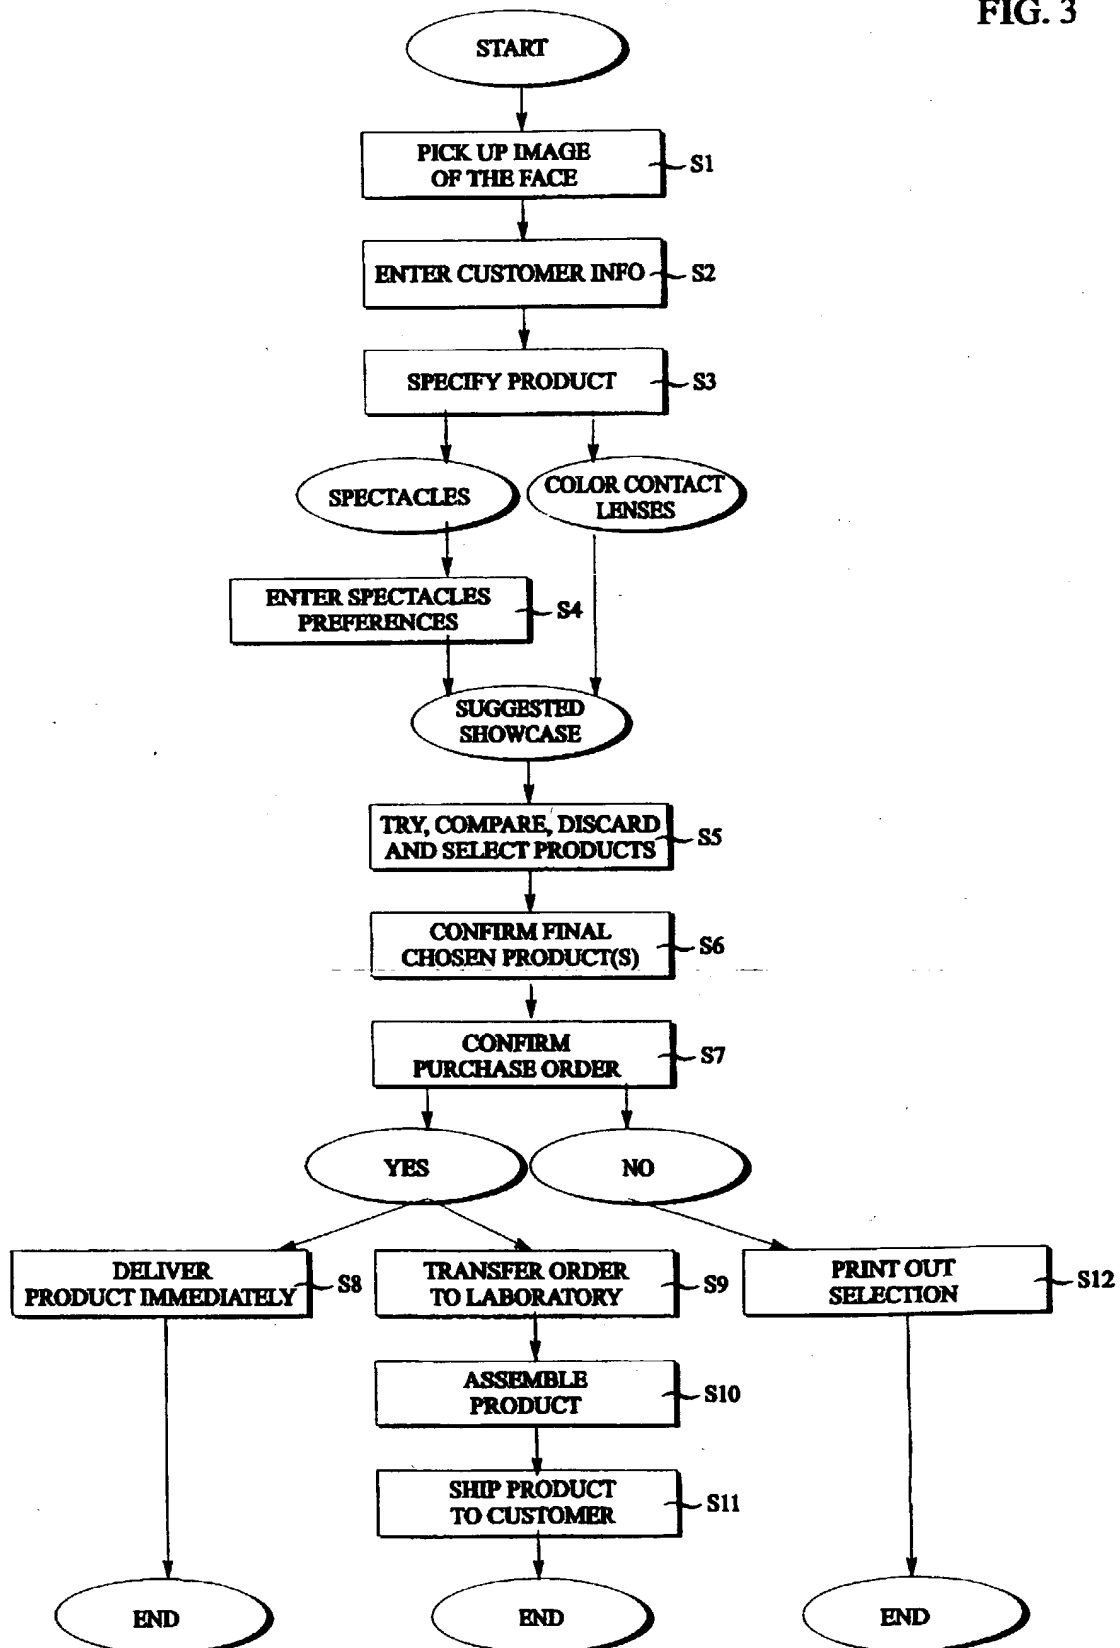 FIG. 3
START
PICK UP IMAGE
OF THE FACE
S1
ENTER CUSTOMER INFO
S2
SPECIFY PRODUCT
S3
SPECTACLES
COLOR CONTACT
LENSES
ENTER SPECTACLES
PREFERENCES
S4
SUGGESTED
SHOWCASE
TRY, COMPARE, DISCARD
AND SELECT PRODUCTS
S5
CONFIRM FINAL
CHOSEN PRODUCT(S)
S6
CONFIRM
PURCHASE ORDER
S7
YES
NO
DELIVER
PRODUCT IMMEDIATELY
S8
TRANSFER ORDER
TO LABORATORY
S9
PRINT OUT
SELECTION
S12
ASSEMBLE
PRODUCT
S10
SHIP PRODUCT
TO CUSTOMER
S11
END
END
END